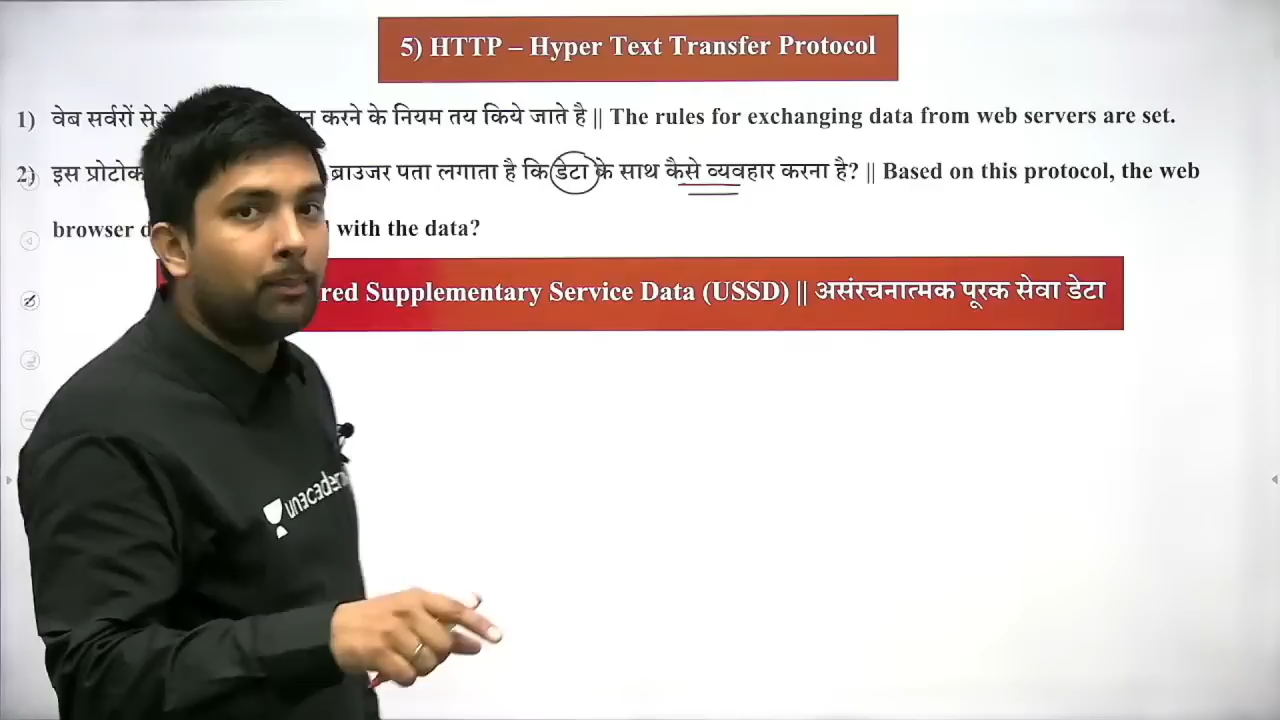 5) HTTP – Hyper Text Transfer Protocol
1) वेब सर्वरों से करने के नियम तय किये जाते है || The rules for exchanging data from web servers are set.
2) इस ब्राउजर पता लगाता है कि डेटा के साथ कैसे व्यवहार करना है? || Based on this protocol, the web
browser with the data?
Supplementary Service Data (USSD) || असंरचनात्मक पूरक सेवा डेटा